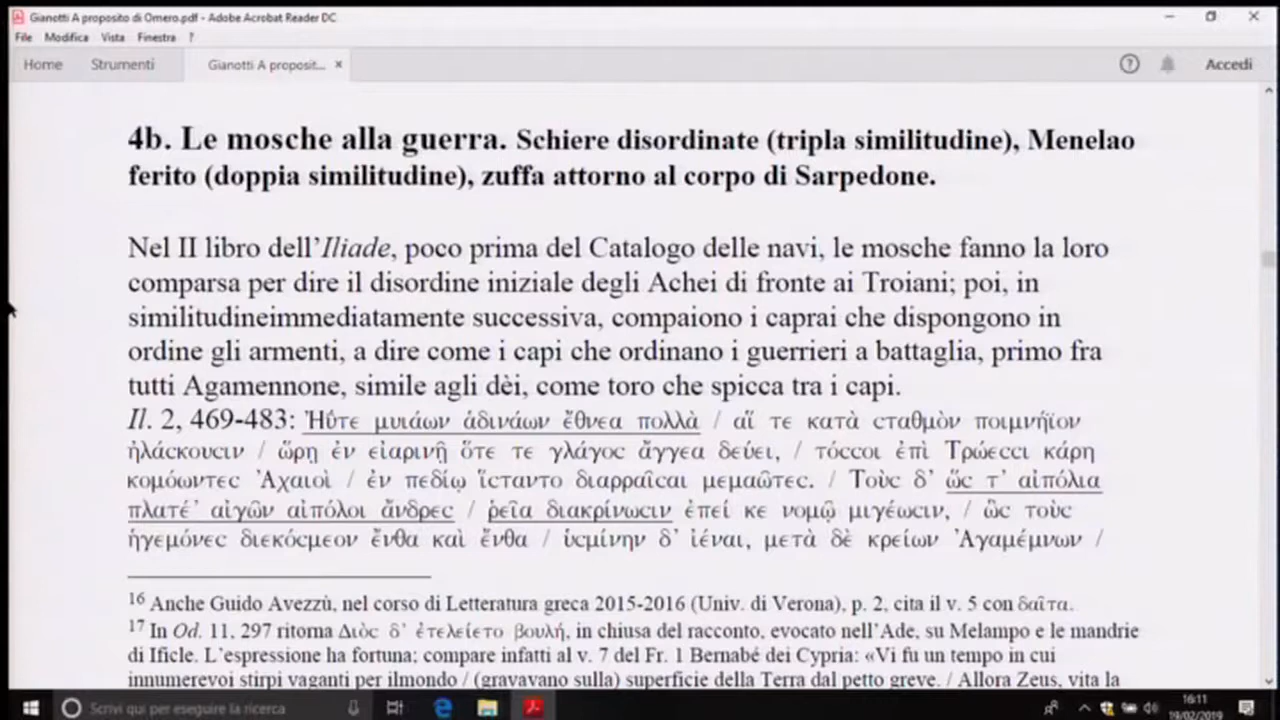 Gianotti A proposito di Omero.pdf - Adobe Acrobat Reader DC
File Modifica Vista Finestra ?
Home Strumenti Gianotti A proposit... × Accedi
4b. Le mosche alla guerra. Schiere disordinate (tripla similitudine), Menelao
ferito (doppia similitudine), zuffa attorno al corpo di Sarpedone.
Nel II libro dell’Iliade, poco prima del Catalogo delle navi, le mosche fanno la loro
comparsa per dire il disordine iniziale degli Achei di fronte ai Troiani; poi, in
similitudineimmediatamente successiva, compaiono i caprai che dispongono in
ordine gli armenti, a dire come i capi che ordinano i guerrieri a battaglia, primo fra
tutti Agamennone, simile agli dèi, come toro che spicca tra i capi.
Il. 2, 469-483: Ἠΰτε μυιάων ἁδινάων ἔθνεα πολλὰ / αἵ τε κατὰ ϲταθμὸν ποιμνήϊον
ἠλάϲκουϲιν / ὥρῃ ἐν εἰαρινῇ ὅτε τε γλάγοϲ ἄγγεα δεύει, / τόϲϲοι ἐπὶ Τρώεϲϲι κάρη
κομόωντεϲ Ἀχαιοὶ / ἐν πεδίῳ ἵϲταντο διαρραῖϲαι μεμαῶτεϲ. / Τοὺϲ δ’ ὥϲ τ’ αἰπόλια
πλατέ’ αἰγῶν αἰπόλοι ἄνδρεϲ / ῥεῖα διακρίνωϲιν ἐπεί κε νομῷ μιγέωϲιν, / ὣϲ τοὺϲ
ἡγεμόνεϲ διεκόϲμεον ἔνθα καὶ ἔνθα / ὑϲμίνην δ’ ἰέναι, μετὰ δὲ κρείων Ἀγαμέμνων /
16 Anche Guido Avezzù, nel corso di Letteratura greca 2015-2016 (Univ. di Verona), p. 2, cita il v. 5 con δαῖτα.
17 In Od. 11, 297 ritorna Διὸϲ δ’ ἐτελείετο βουλή, in chiusa del racconto, evocato nell’Ade, su Melampo e le mandrie
di Ificle. L’espressione ha fortuna; compare infatti al v. 7 del Fr. 1 Bernabé dei Cypria: «Vi fu un tempo in cui
innumerevoi stirpi vaganti per ilmondo / (gravavano sulla) superficie della Terra dal petto greve. / Allora Zeus, vita la
Scrivi qui per eseguire la ricerca
16:11
19/02/2019